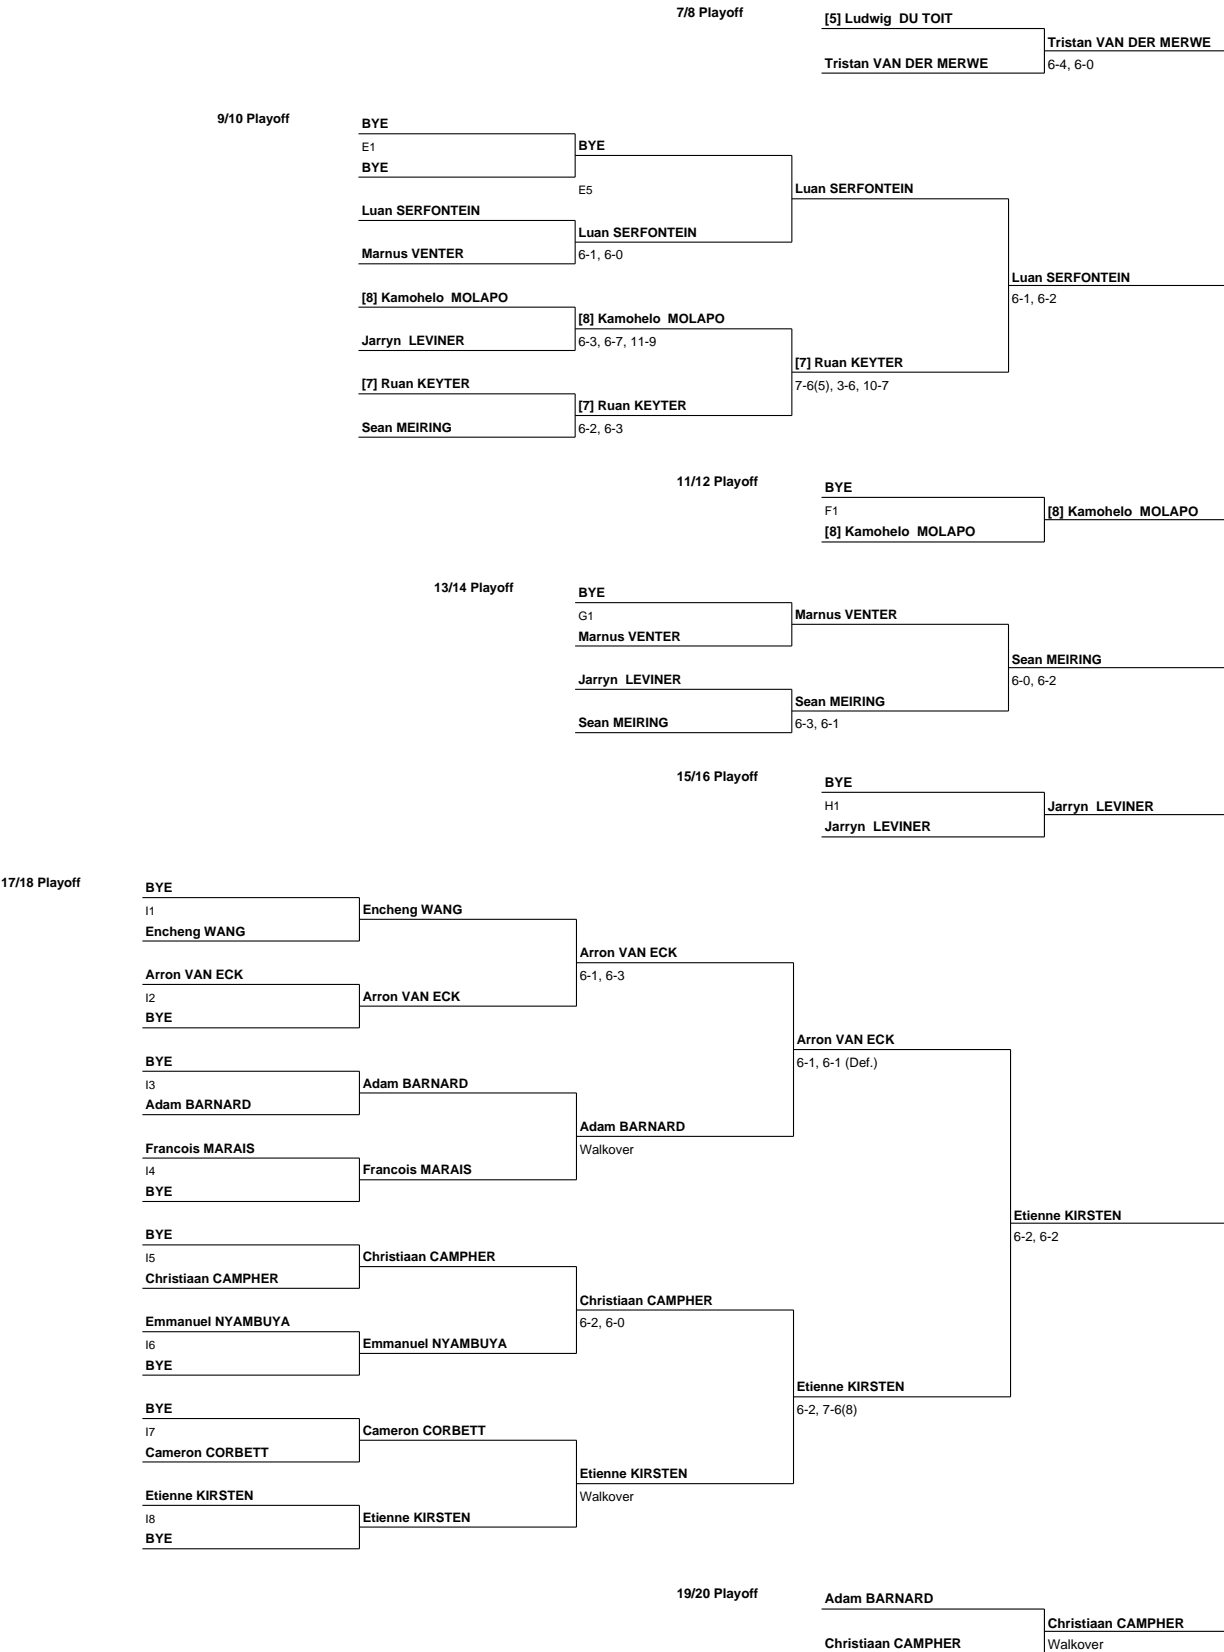 7/8 Playoff
[5] Ludwig DU TOIT
Tristan VAN DER MERWE
Tristan VAN DER MERWE
6-4, 6-0
9/10 Playoff
BYE
E1
BYE
BYE
E5
Luan SERFONTEIN
Luan SERFONTEIN
Luan SERFONTEIN
Marnus VENTER
6-1, 6-0
Luan SERFONTEIN
6-1, 6-2
[8] Kamohelo MOLAPO
[8] Kamohelo MOLAPO
Jarryn LEVINER
6-3, 6-7, 11-9
[7] Ruan KEYTER
7-6(5), 3-6, 10-7
[7] Ruan KEYTER
[7] Ruan KEYTER
Sean MEIRING
6-2, 6-3
11/12 Playoff
BYE
F1
[8] Kamohelo MOLAPO
[8] Kamohelo MOLAPO
13/14 Playoff
BYE
G1
Marnus VENTER
Marnus VENTER
Sean MEIRING
6-0, 6-2
Jarryn LEVINER
Sean MEIRING
Sean MEIRING
6-3, 6-1
15/16 Playoff
BYE
H1
Jarryn LEVINER
Jarryn LEVINER
17/18 Playoff
BYE
I1
Encheng WANG
Encheng WANG
Arron VAN ECK
6-1, 6-3
Arron VAN ECK
I2
Arron VAN ECK
BYE
Arron VAN ECK
6-1, 6-1 (Def.)
BYE
I3
Adam BARNARD
Adam BARNARD
Adam BARNARD
Walkover
Francois MARAIS
I4
Francois MARAIS
BYE
Etienne KIRSTEN
6-2, 6-2
BYE
I5
Christiaan CAMPHER
Christiaan CAMPHER
Christiaan CAMPHER
6-2, 6-0
Emmanuel NYAMBUYA
I6
Emmanuel NYAMBUYA
BYE
Etienne KIRSTEN
6-2, 7-6(8)
BYE
I7
Cameron CORBETT
Cameron CORBETT
Etienne KIRSTEN
Walkover
Etienne KIRSTEN
I8
Etienne KIRSTEN
BYE
19/20 Playoff
Adam BARNARD
Christiaan CAMPHER
Christiaan CAMPHER
Walkover